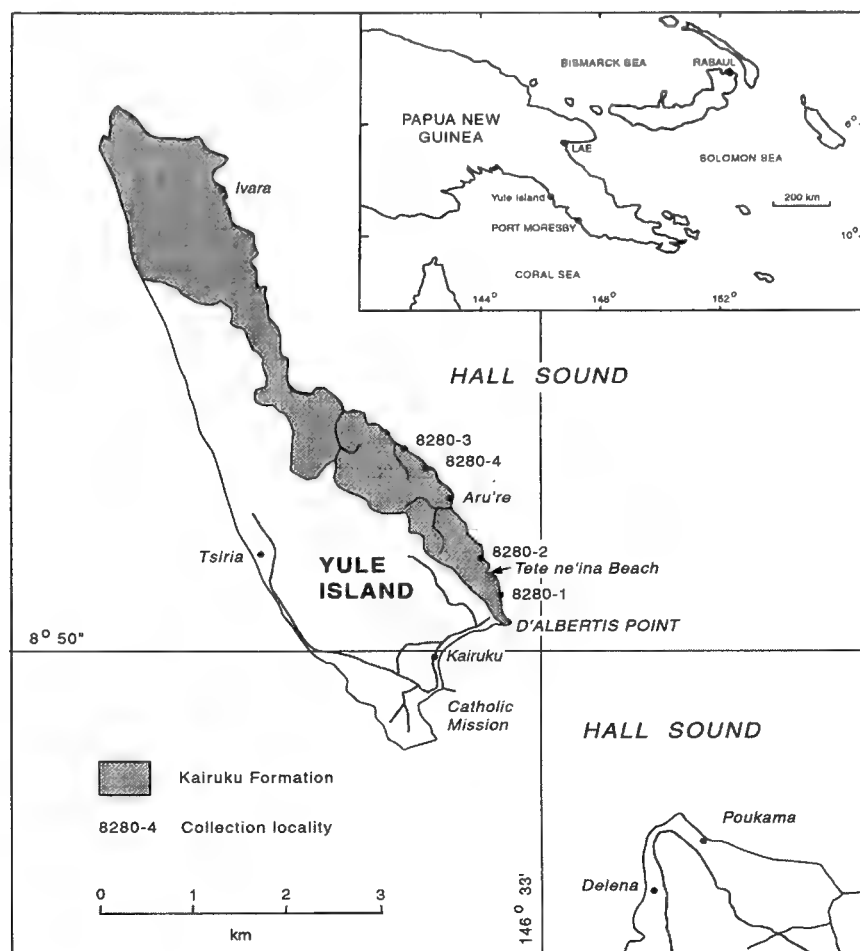 BISMARCK SEA
RABAUL
PAPUA NEW
GUINEA
6°
LAE
SOLOMON SEA
Yule Island
200 km
PORT MORESBY
10°
CORAL SEA
144° 148° 152°
Ivara
HALL SOUND
8280-3
8280-4
Aru're
8280-2
Tsiria
YULE
ISLAND
Tete ne'ina Beach
8280-1
D'ALBERTIS POINT
8° 50"
Kairuku
Catholic
Mission
HALL SOUND
Kairuku Formation
Poukama
8280-4 Collection locality
Delena
0 1 2 3
km
146° 33'